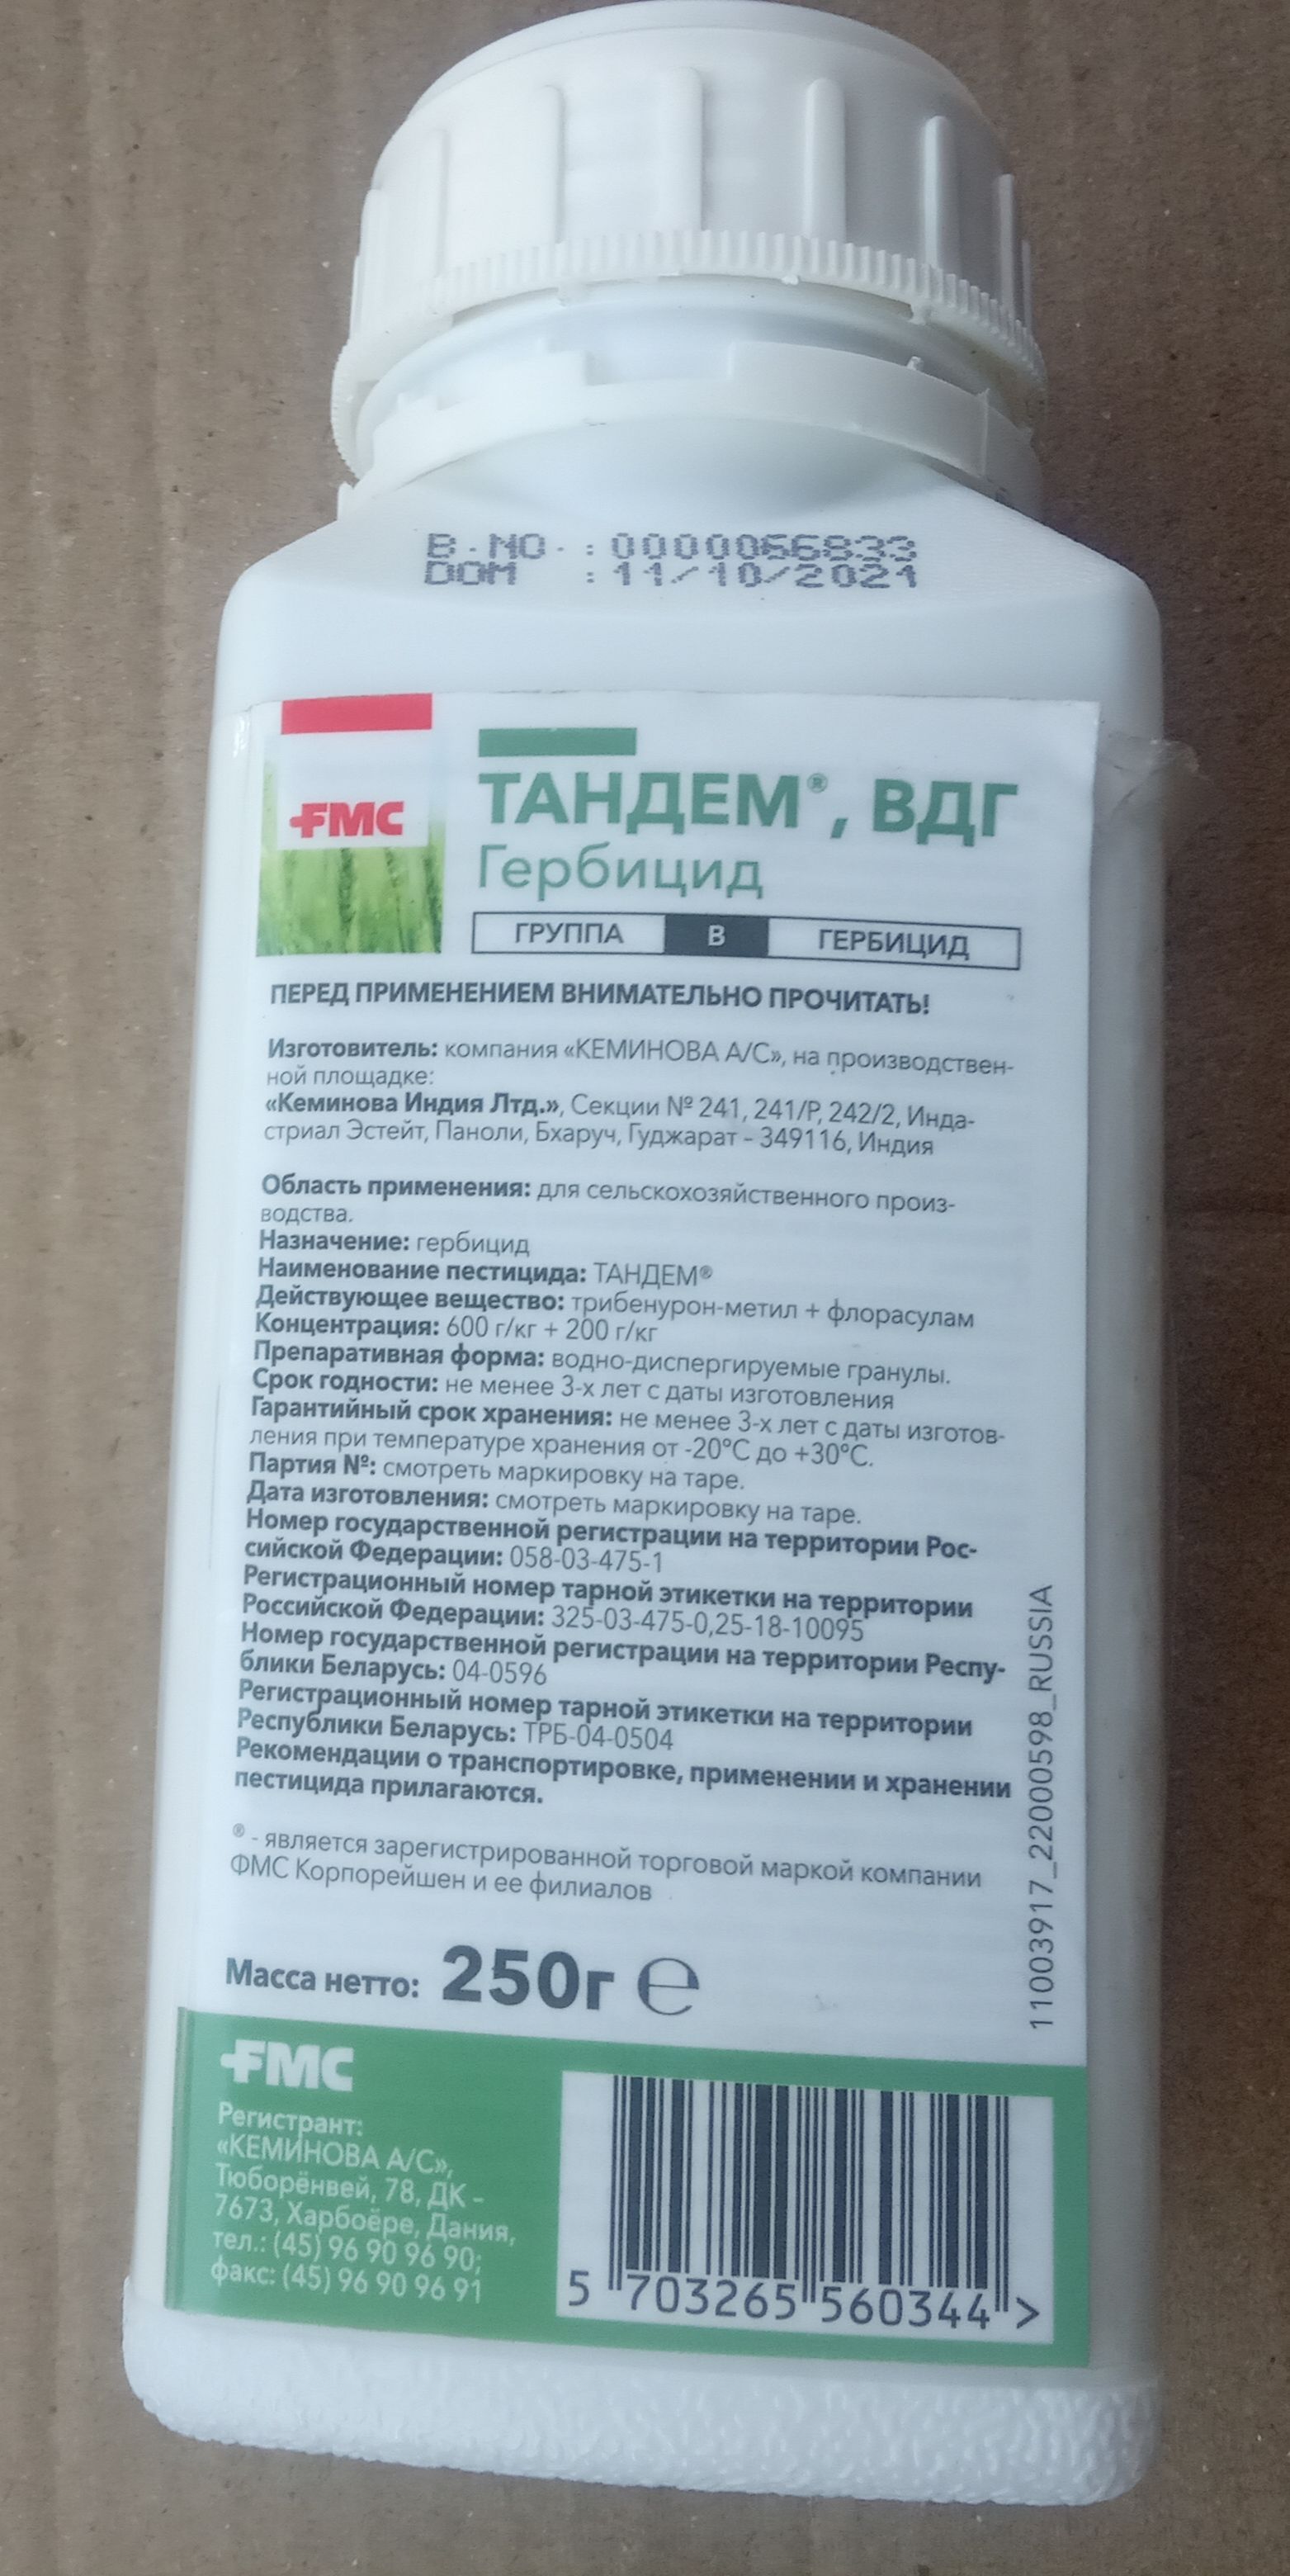 B.NO. : 0000056833
DOM : 11/10/2021
FMC
ТАНДЕМ®, ВДГ
Гербицид
ГРУППА B ГЕРБИЦИД
ПЕРЕД ПРИМЕНЕНИЕМ ВНИМАТЕЛЬНО ПРОЧИТАТЬ!
Изготовитель: компания «КЕМИНОВА А/С», на производствен-
ной площадке:
«Кеминова Индия Лтд.», Секции № 241, 241/P, 242/2, Инда-
стриал Эстейт, Паноли, Бхаруч, Гуджарат - 349116, Индия
Область применения: для сельскохозяйственного произ-
водства.
Назначение: гербицид
Наименование пестицида: ТАНДЕМ®
Действующее вещество: трибенурон-метил + флорасулам
Концентрация: 600 г/кг + 200 г/кг
Препаративная форма: водно-диспергируемые гранулы.
Срок годности: не менее 3-х лет с даты изготовления
Гарантийный срок хранения: не менее 3-х лет с даты изготов-
ления при температуре хранения от -20°С до +30°С.
Партия №: смотреть маркировку на таре.
Дата изготовления: смотреть маркировку на таре.
Номер государственной регистрации на территории Рос-
сийской Федерации: 058-03-475-1
Регистрационный номер тарной этикетки на территории
Российской Федерации: 325-03-475-0,25-18-10095
Номер государственной регистрации на территории Респу-
блики Беларусь: 04-0596
Регистрационный номер тарной этикетки на территории
Республики Беларусь: ТРБ-04-0504
Рекомендации о транспортировке, применении и хранении
пестицида прилагаются.
® - является зарегистрированной торговой маркой компании
ФМС Корпорейшен и ее филиалов
Масса нетто: 250г ℮
11003917_22000598_RUSSIA
FMC
Регистрант:
«КЕМИНОВА А/С»,
Тюборёнвей, 78, ДК -
7673, Харбоёре, Дания,
тел.: (45) 96 90 96 90;
факс: (45) 96 90 96 91
5 703265 560344 >